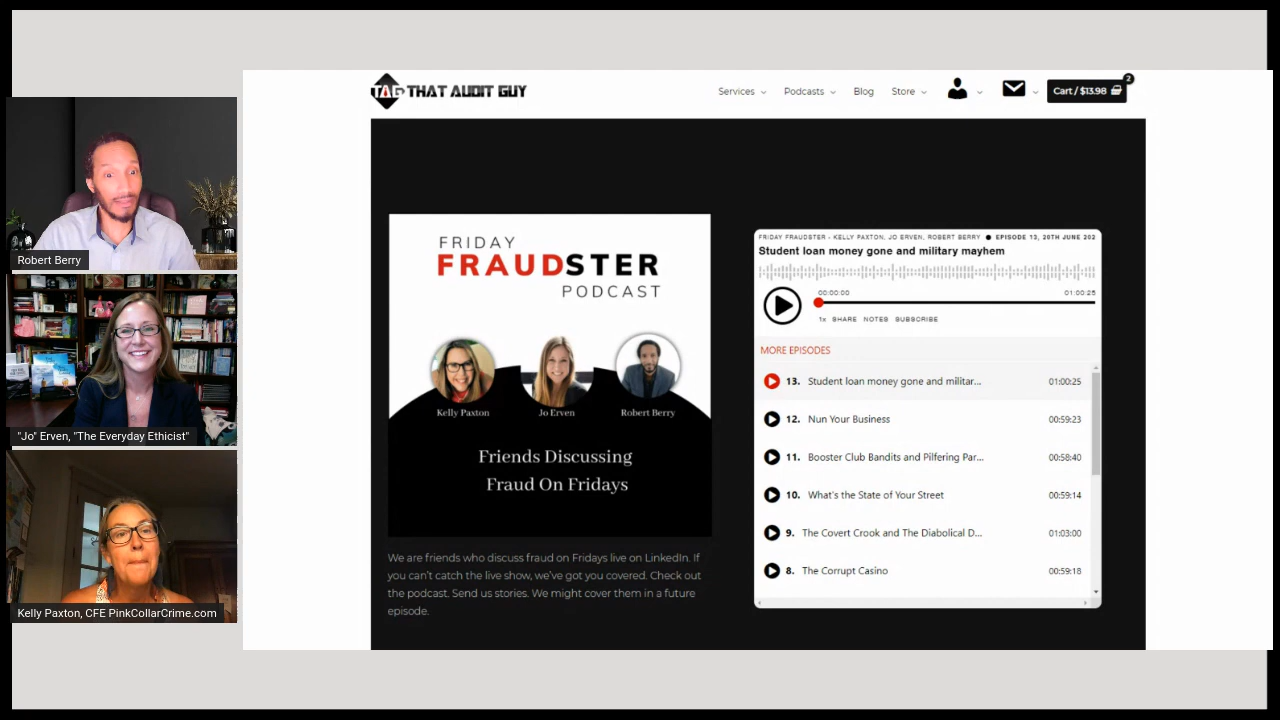 TAG THAT AUDIT GUY
Services
Podcasts
Blog
Store
Cart / $13.98
2
Robert Berry
"Jo" Erven, "The Everyday Ethicist"
Kelly Paxton, CFE PinkCollarCrime.com
FRIDAY
FRAUDSTER
PODCAST
Kelly Paxton
Jo Erven
Robert Berry
Friends Discussing
Fraud On Fridays
We are friends who discuss fraud on Fridays live on LinkedIn. If
you can't catch the live show, we've got you covered. Check out
the podcast. Send us stories. We might cover them in a future
episode.
FRIDAY FRAUDSTER - KELLY PAXTON, JO ERVEN, ROBERT BERRY ● EPISODE 13, 20TH JUNE 202
Student loan money gone and military mayhem
00:00:00
01:00:25
1x SHARE NOTES SUBSCRIBE
MORE EPISODES
13. Student loan money gone and militar... 01:00:25
12. Nun Your Business 00:59:23
11. Booster Club Bandits and Pilfering Par... 00:58:40
10. What's the State of Your Street 00:59:14
9. The Covert Crook and The Diabolical D... 01:03:00
8. The Corrupt Casino 00:59:18